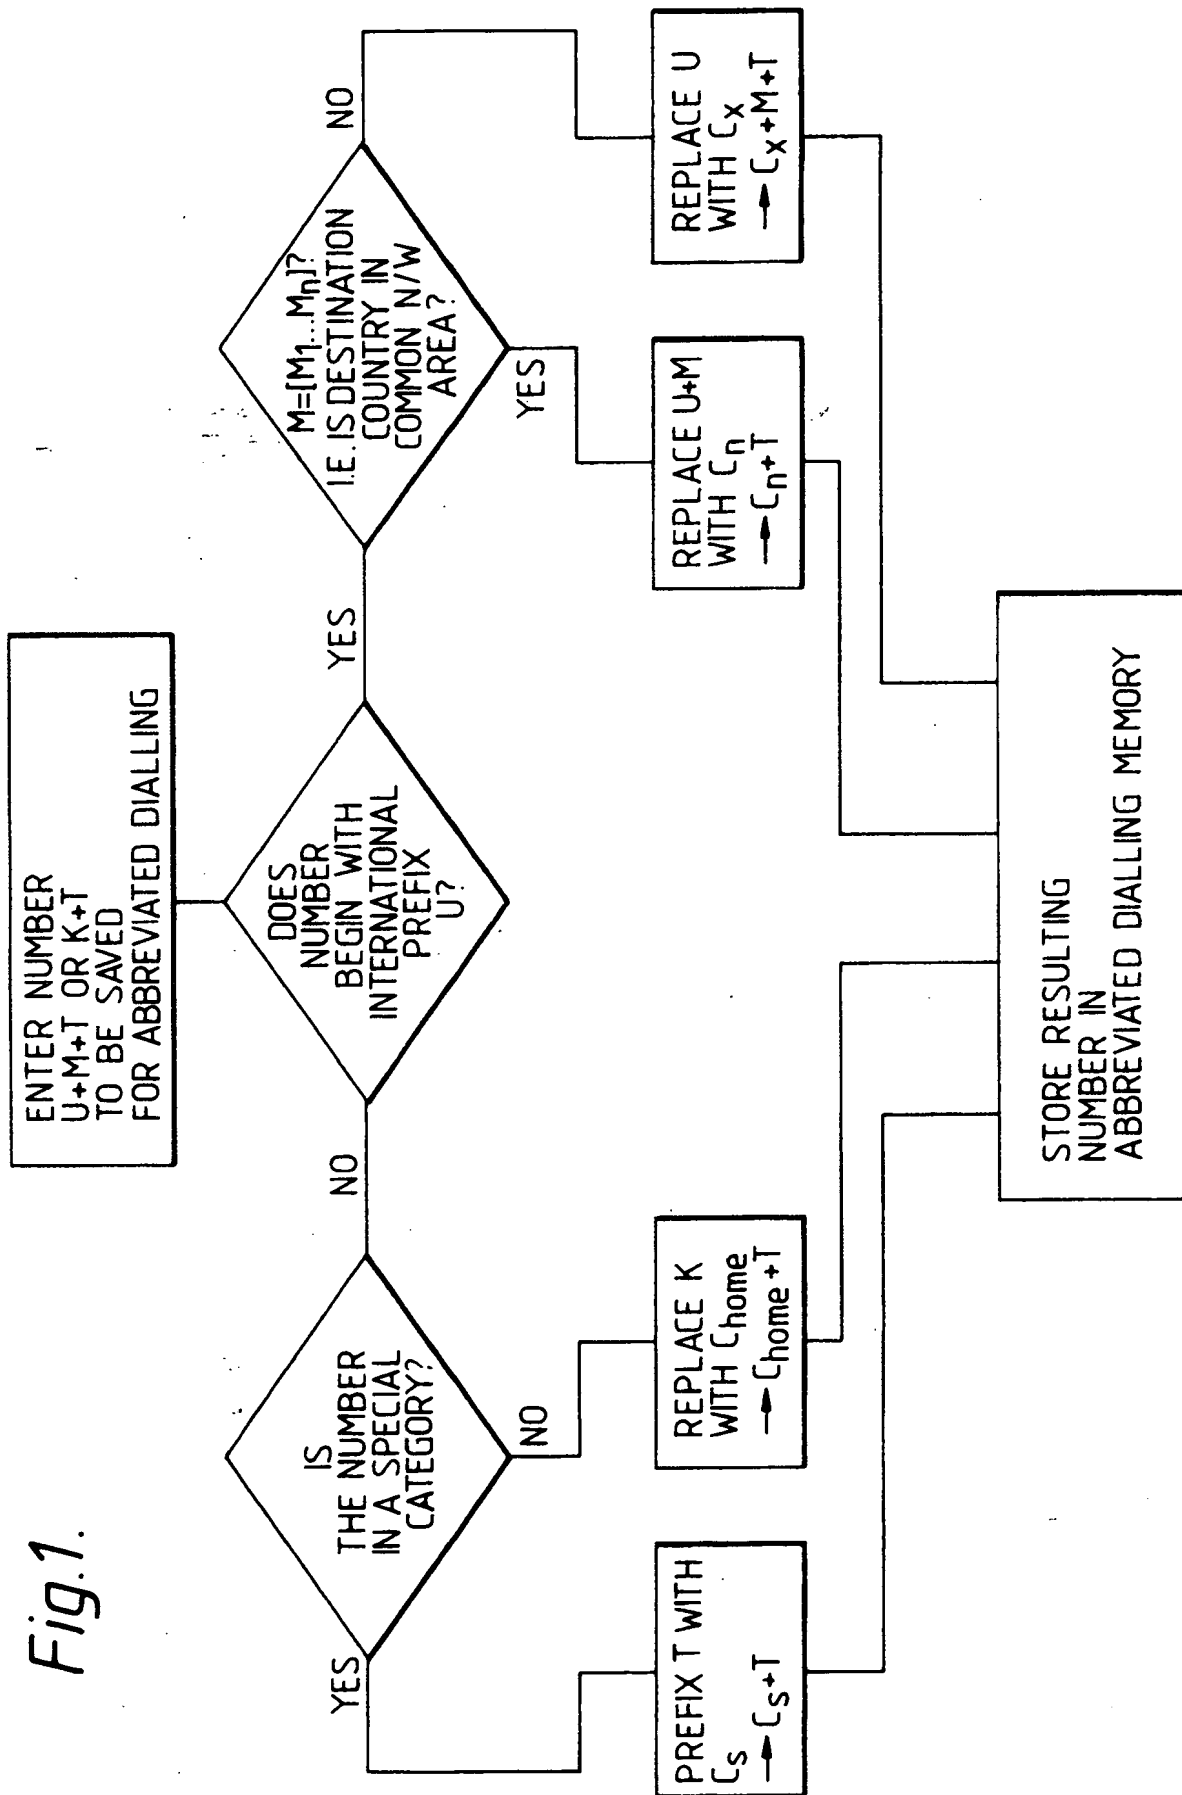 Fig.1.
ENTER NUMBER
U+M+T OR K+T
TO BE SAVED
FOR ABBREVIATED DIALLING
DOES
NUMBER
BEGIN WITH
INTERNATIONAL
PREFIX
U?
NO
YES
IS
THE NUMBER
IN A SPECIAL
CATEGORY?
YES
NO
M=[M₁...Mₙ]?
I.E. IS DESTINATION
COUNTRY IN
COMMON N/W
AREA?
YES
NO
PREFIX T WITH
Cₛ
→ Cₛ+T
REPLACE K
WITH Chome
→ Chome+T
REPLACE U+M
WITH Cₙ
→ Cₙ+T
REPLACE U
WITH Cₓ
→ Cₓ+M+T
STORE RESULTING
NUMBER IN
ABBREVIATED DIALLING MEMORY